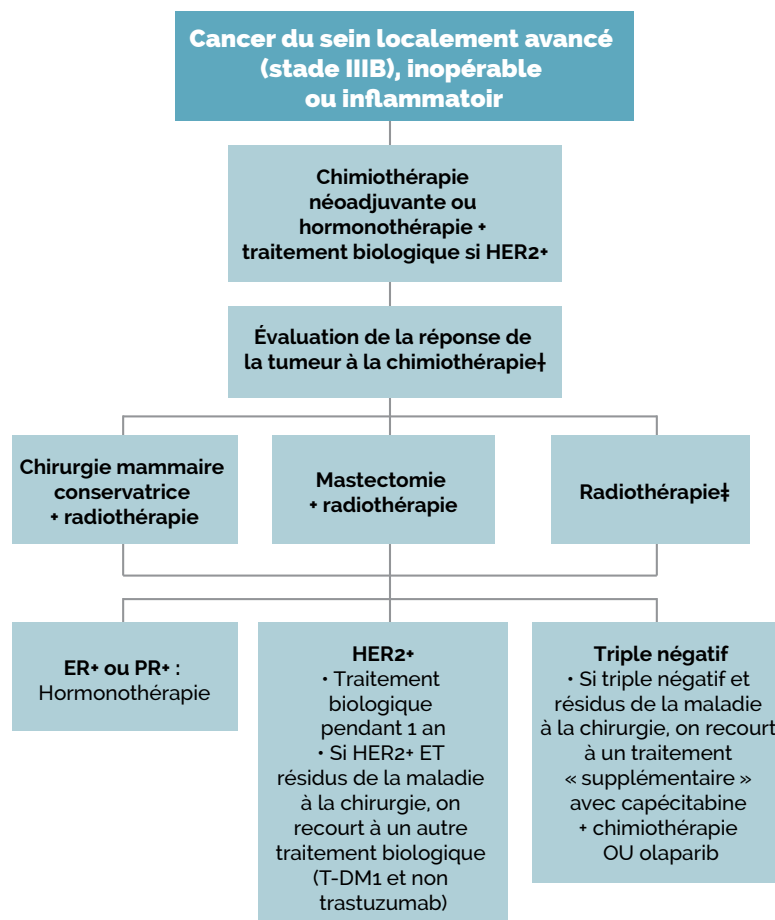 Cancer du sein localement avancé
(stade IIIB), inopérable
ou inflammatoir
Chimiothérapie
néoadjuvante ou
hormonothérapie +
traitement biologique si HER2+
Évaluation de la réponse de
la tumeur à la chimiothérapie†
Chirurgie mammaire
conservatrice
+ radiothérapie
Mastectomie
+ radiothérapie
Radiothérapie‡
ER+ ou PR+ :
Hormonothérapie
HER2+
• Traitement
biologique
pendant 1 an
• Si HER2+ ET
résidus de la maladie
à la chirurgie, on
recourt à un autre
traitement biologique
(T-DM1 et non
trastuzumab)
Triple négatif
• Si triple négatif et
résidus de la maladie
à la chirurgie, on recourt
à un traitement
« supplémentaire »
avec capécitabine
+ chimiothérapie
OU olaparib